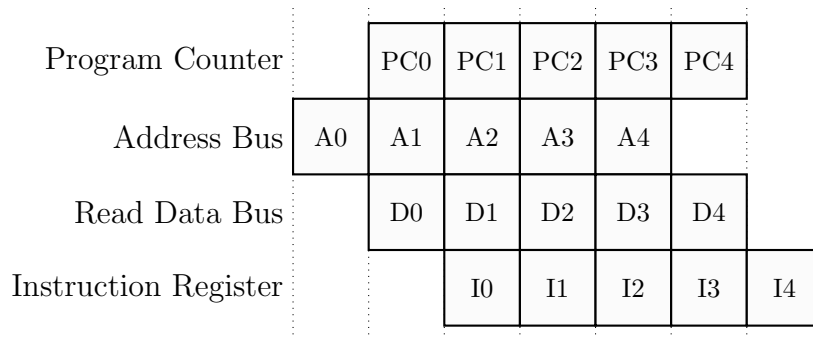 Program Counter PC0 PC1 PC2 PC3 PC4
Address Bus A0 A1 A2 A3 A4
Read Data Bus D0 D1 D2 D3 D4
Instruction Register I0 I1 I2 I3 I4